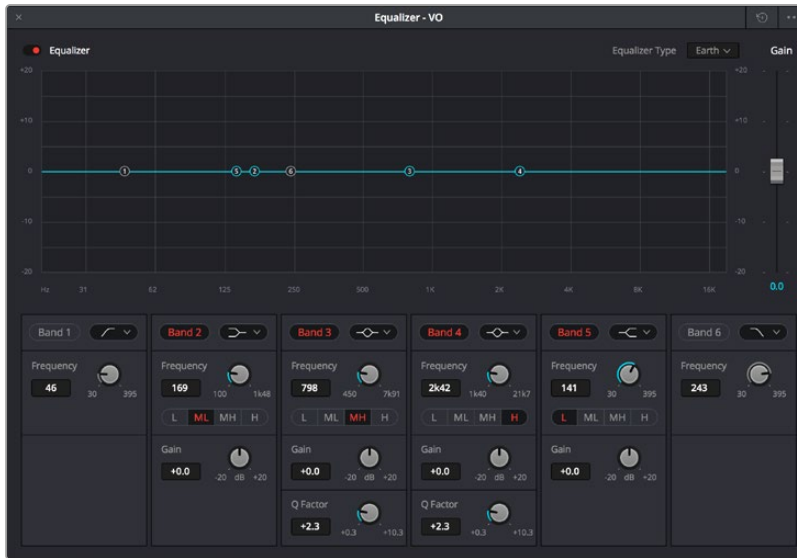 Equalizer - VO
Equalizer
Equalizer Type Earth
Gain
+20 +20
+10 +10
0 1 5 2 6 3 4 0
-10 -10
-20 -20
Hz 31 62 125 250 500 1K 2K 4K 8K 16K
0.0
Band 1 Band 2 Band 3 Band 4 Band 5 Band 6
Frequency Frequency Frequency Frequency Frequency Frequency
46 169 798 2k42 141 243
30 395 100 1k48 450 7k91 1k40 21k7 30 395 30 395
L ML MH H L ML MH H L ML MH H L ML MH H
Gain Gain Gain Gain
+0.0 +0.0 +0.0 +0.0
-20 dB +20 -20 dB +20 -20 dB +20 -20 dB +20
Q Factor Q Factor
+2.3 +2.3
+0.3 +10.3 +0.3 +10.3